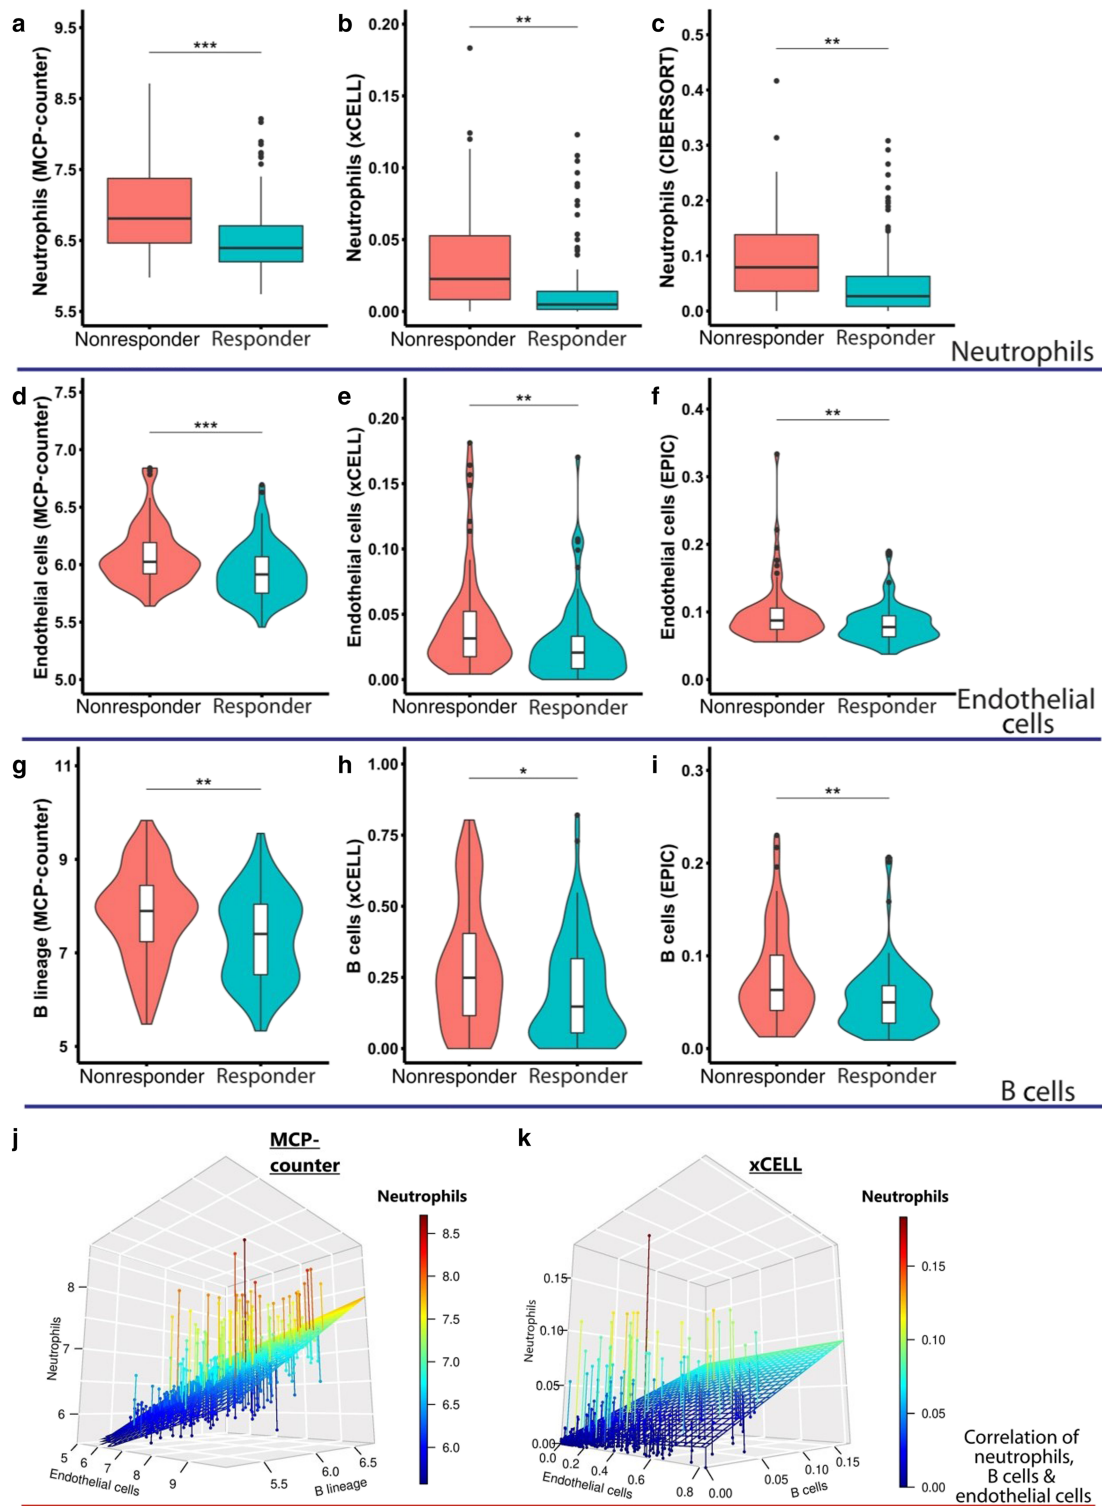 a
b
c
Neutrophils (MCP-counter)
9.5
8.5
7.5
6.5
5.5
***
Nonresponder Responder
Neutrophils (xCELL)
0.20
0.15
0.10
0.05
0.00
**
Nonresponder Responder
Neutrophils (CIBERSORT)
0.5
0.4
0.3
0.2
0.1
0.0
**
Nonresponder Responder
Neutrophils
d
e
f
Endothelial cells (MCP-counter)
7.5
7.0
6.5
6.0
5.5
5.0
***
Nonresponder Responder
Endothelial cells (xCELL)
0.20
0.15
0.10
0.05
0.00
**
Nonresponder Responder
Endothelial cells (EPIC)
0.4
0.3
0.2
0.1
0.0
**
Nonresponder Responder
Endothelial
cells
g
h
i
B lineage (MCP-counter)
11
9
7
5
**
Nonresponder Responder
B cells (xCELL)
1.00
0.75
0.50
0.25
0.00
*
Nonresponder Responder
B cells (EPIC)
0.3
0.2
0.1
0.0
**
Nonresponder Responder
B cells
j
MCP-
counter
Neutrophils
8.5
8.0
7.5
7.0
6.5
6.0
Neutrophils
8
7
6
5 6 7 8 9
Endothelial cells
5.5 6.0 6.5
B lineage
k
xCELL
Neutrophils
0.15
0.10
0.05
0.00
Neutrophils
0.15
0.10
0.05
0.00
0.0 0.2 0.4 0.6 0.8
Endothelial cells
0.00 0.05 0.10 0.15
B cells
Correlation of
neutrophils,
B cells &
endothelial cells